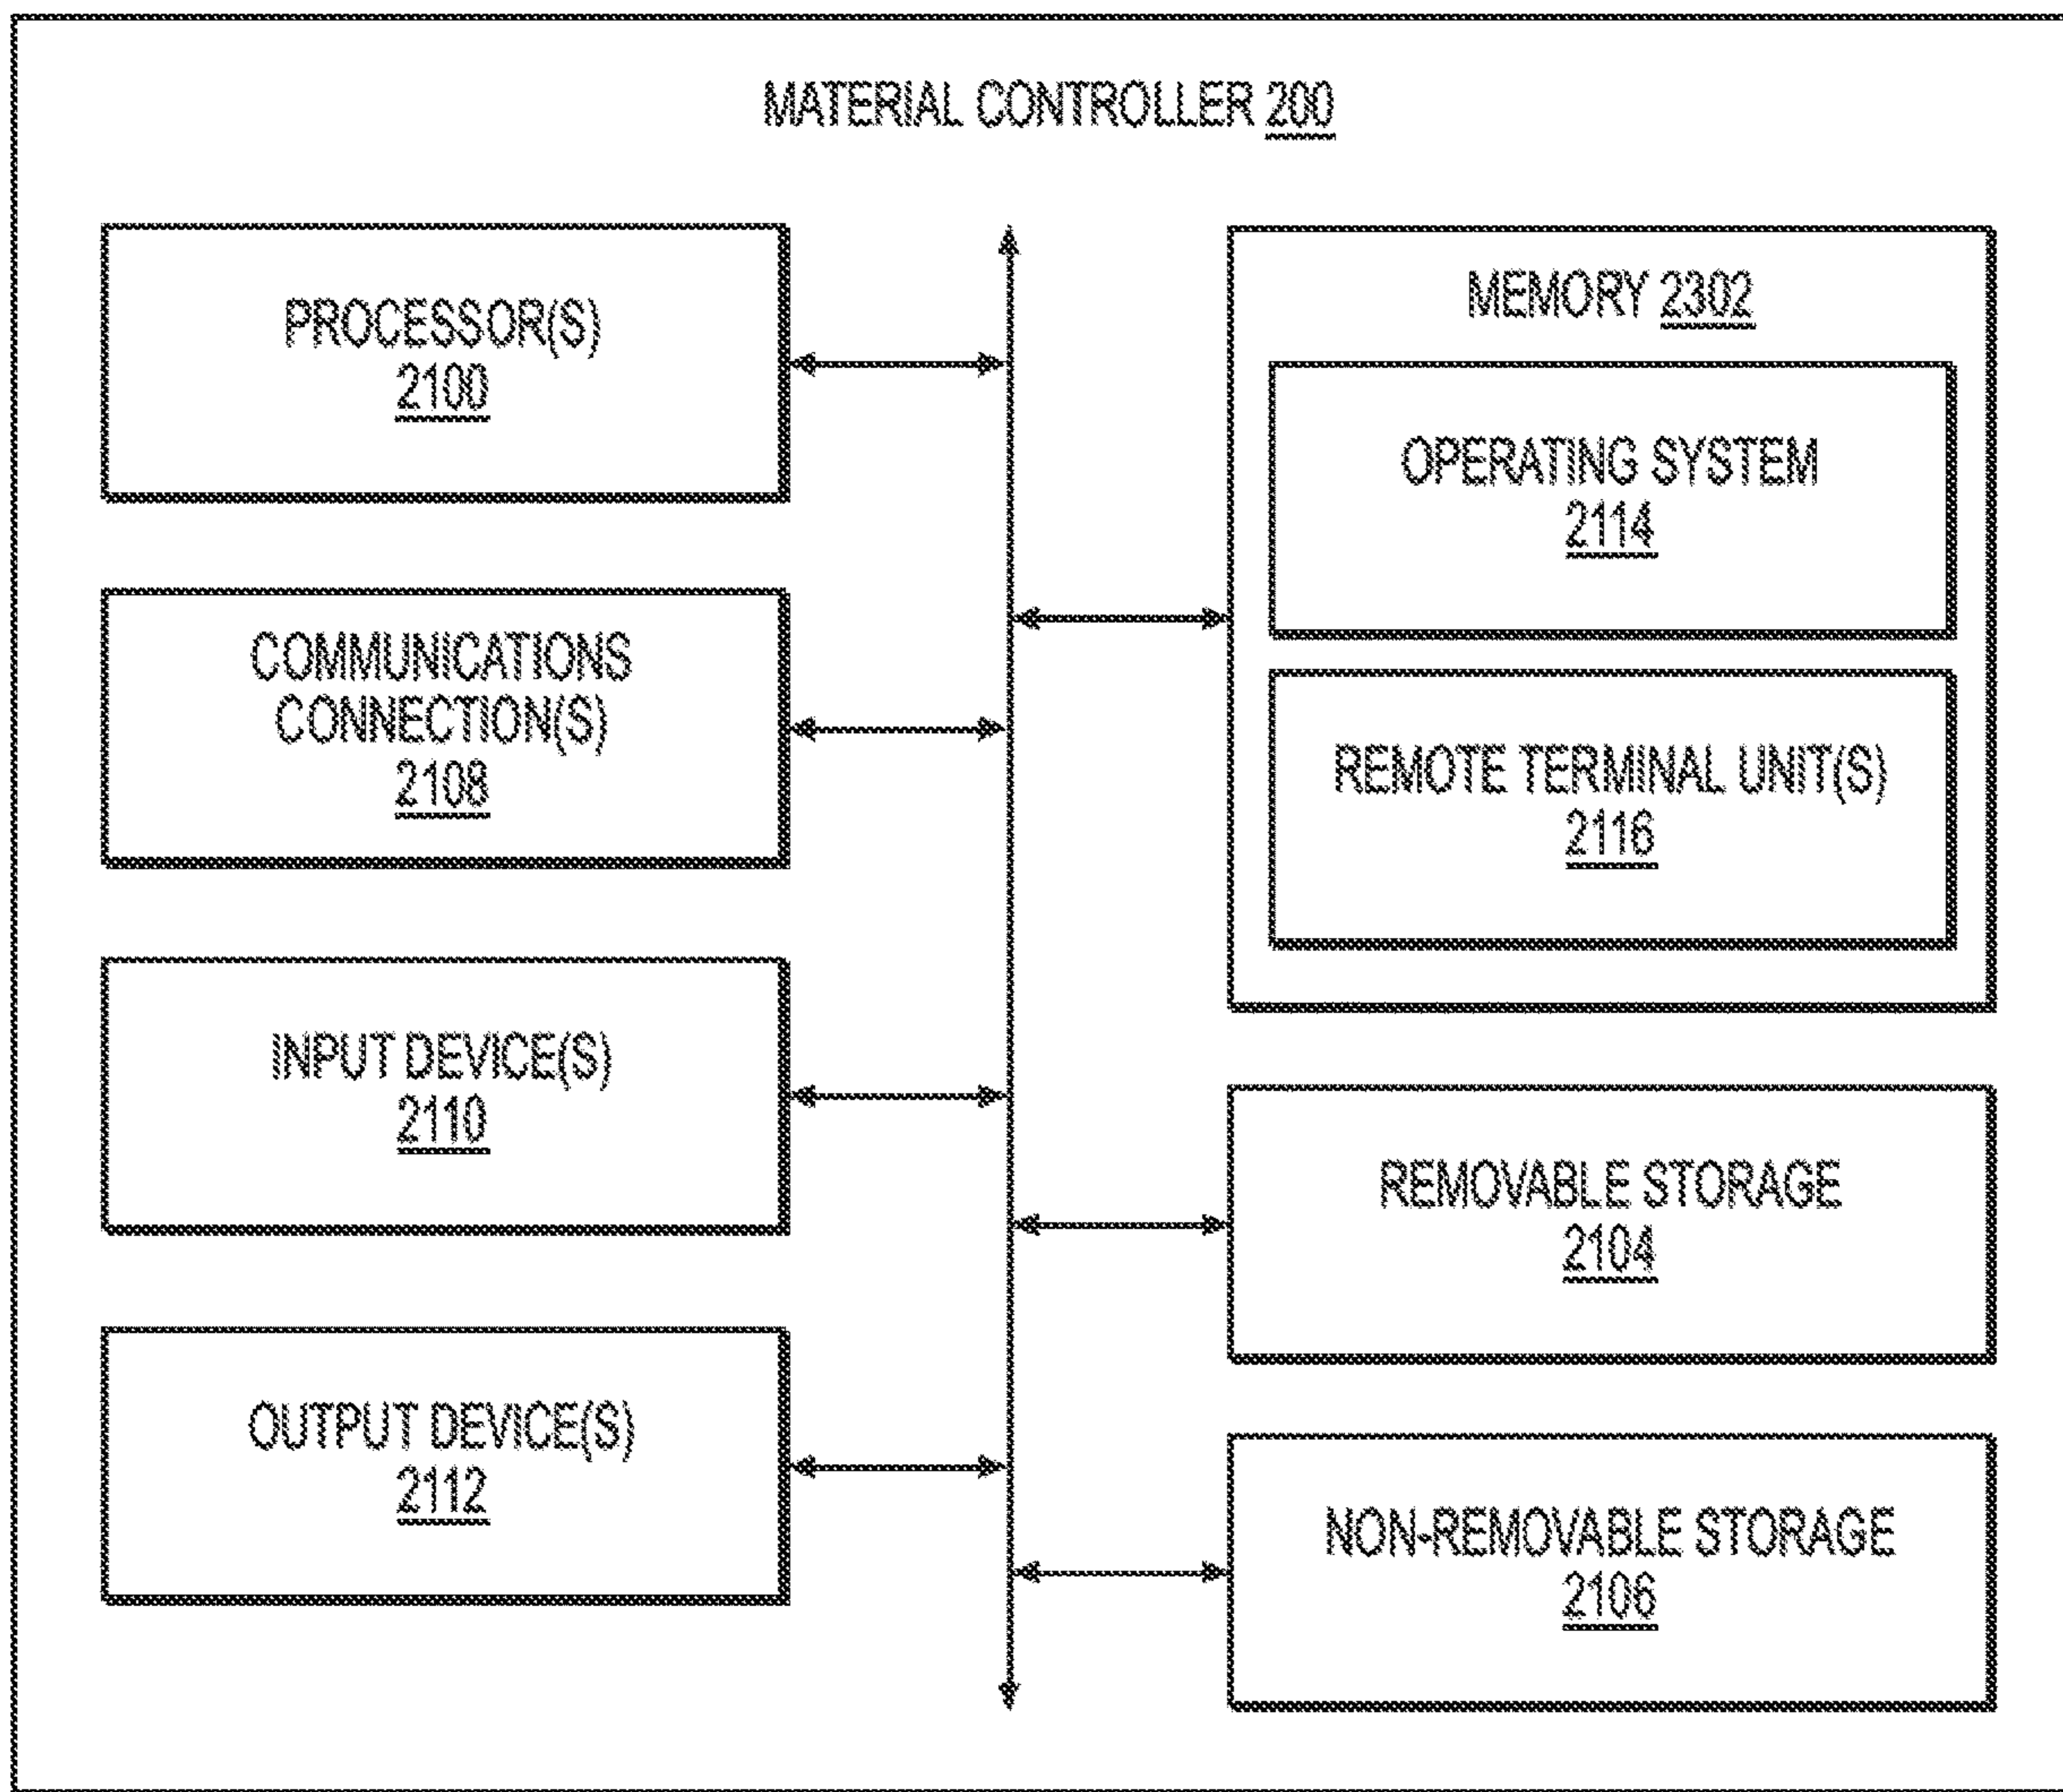 MATERIAL CONTROLLER 200
PROCESSOR(S)
2100
COMMUNICATIONS
CONNECTION(S)
2108
INPUT DEVICE(S)
2110
OUTPUT DEVICE(S)
2112
MEMORY 2302
OPERATING SYSTEM
2114
REMOTE TERMINAL UNIT(S)
2116
REMOVABLE STORAGE
2104
NON-REMOVABLE STORAGE
2106